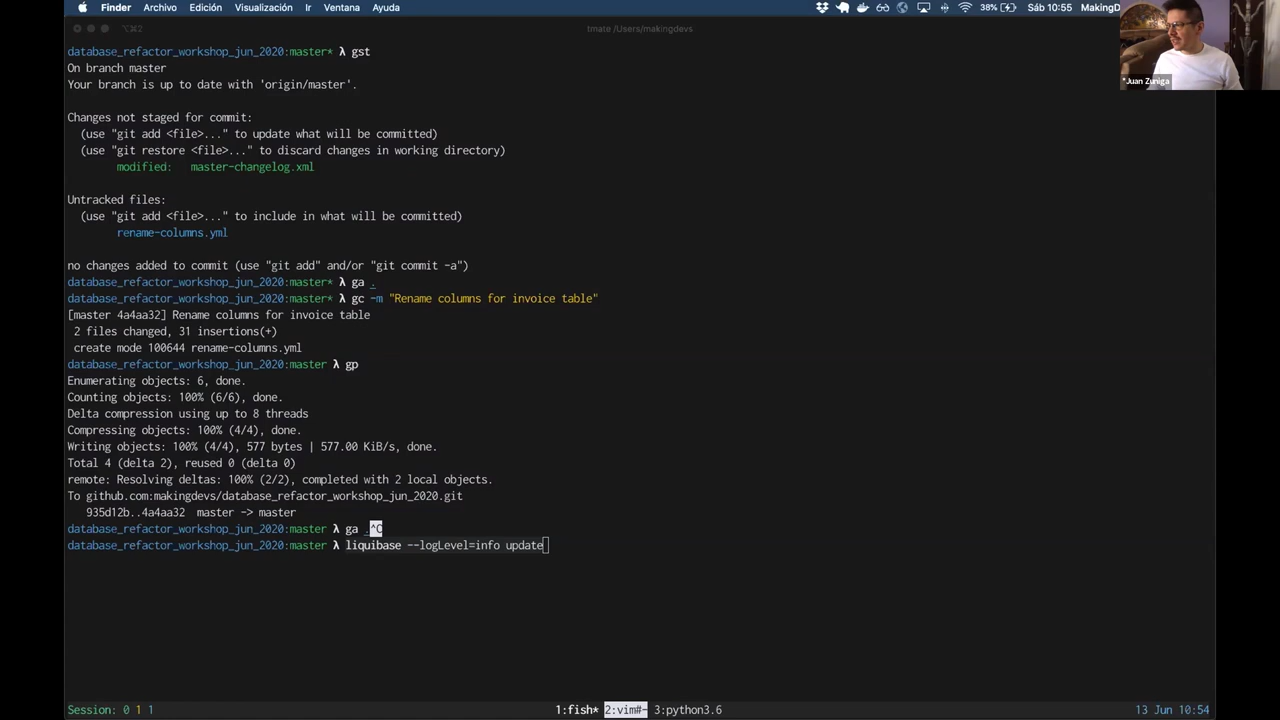 Finder Archivo Edición Visualización Ir Ventana Ayuda 38% Sáb 10:55 MakingD
⌥⌘2 tmate /Users/makingdevs
*Juan Zuniga
database_refactor_workshop_jun_2020:master* λ gst
On branch master
Your branch is up to date with 'origin/master'.
Changes not staged for commit:
(use "git add <file>..." to update what will be committed)
(use "git restore <file>..." to discard changes in working directory)
modified: master-changelog.xml
Untracked files:
(use "git add <file>..." to include in what will be committed)
rename-columns.yml
no changes added to commit (use "git add" and/or "git commit -a")
database_refactor_workshop_jun_2020:master* λ ga .
database_refactor_workshop_jun_2020:master* λ gc -m "Rename columns for invoice table"
[master 4a4aa32] Rename columns for invoice table
2 files changed, 31 insertions(+)
create mode 100644 rename-columns.yml
database_refactor_workshop_jun_2020:master λ gp
Enumerating objects: 6, done.
Counting objects: 100% (6/6), done.
Delta compression using up to 8 threads
Compressing objects: 100% (4/4), done.
Writing objects: 100% (4/4), 577 bytes | 577.00 KiB/s, done.
Total 4 (delta 2), reused 0 (delta 0)
remote: Resolving deltas: 100% (2/2), completed with 2 local objects.
To github.com:makingdevs/database_refactor_workshop_jun_2020.git
935d12b..4a4aa32 master -> master
database_refactor_workshop_jun_2020:master λ ga .^C
database_refactor_workshop_jun_2020:master λ liquibase --logLevel=info update
Session: 0 1 1 1:fish* 2:vim#- 3:python3.6 13 Jun 10:54